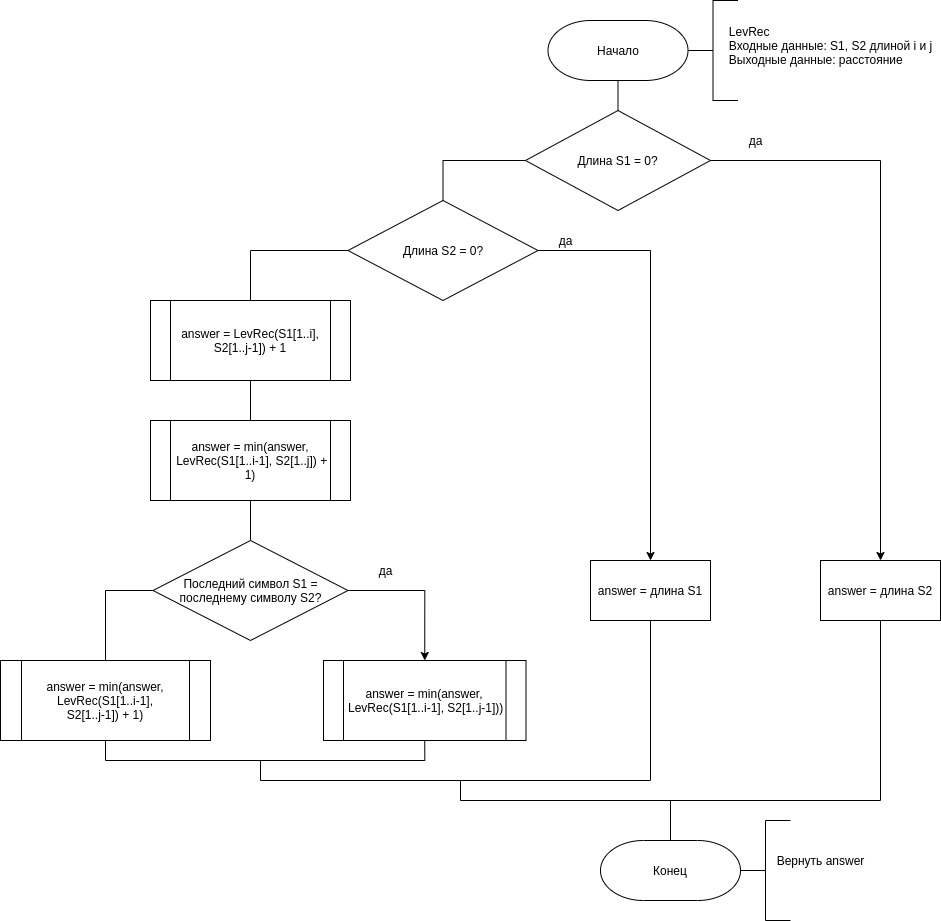 Начало
LevRec
Входные данные: S1, S2 длиной i и j
Выходные данные: расстояние
Длина S1 = 0?
да
Длина S2 = 0?
да
answer = LevRec(S1[1..i],
S2[1..j-1]) + 1
answer = min(answer,
LevRec(S1[1..i-1], S2[1..j]) +
1)
Последний символ S1 =
последнему символу S2?
да
answer = длина S1
answer = длина S2
answer = min(answer,
LevRec(S1[1..i-1],
S2[1..j-1]) + 1)
answer = min(answer,
LevRec(S1[1..i-1], S2[1..j-1]))
Конец
Вернуть answer